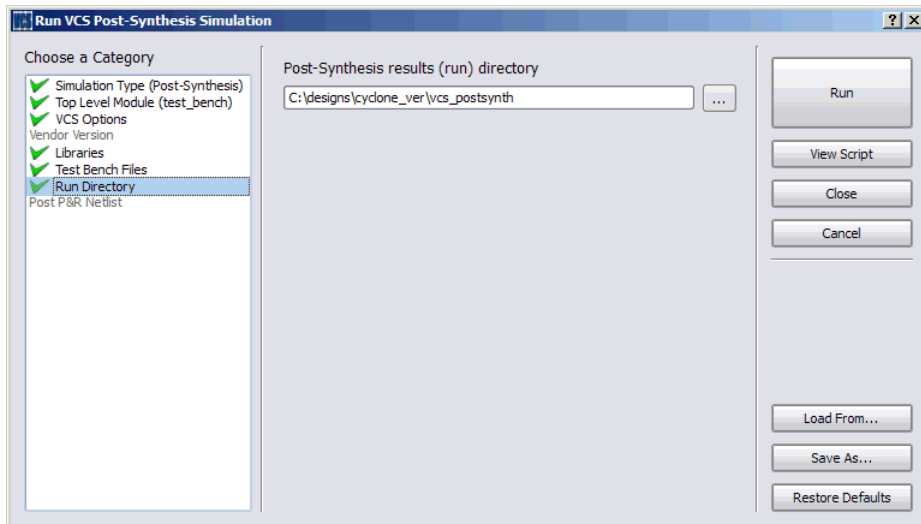 Run VCS Post-Synthesis Simulation
Choose a Category
Simulation Type (Post-Synthesis)
Top Level Module (test_bench)
VCS Options
Vendor Version
Libraries
Test Bench Files
Run Directory
Post P&R Netlist
Post-Synthesis results (run) directory
C:\designs\cyclone_ver\vcs_postsynth
...
Run
View Script
Close
Cancel
Load From...
Save As...
Restore Defaults